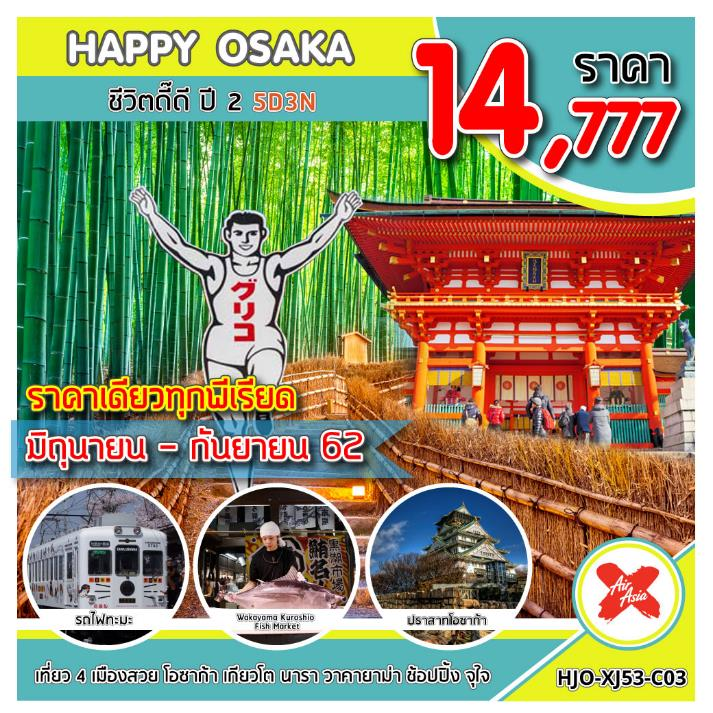 HAPPY OSAKA
ชีวิตดี๊ดี ปี 2 5D3N
ราคา
14,777
グリコ
ราคาเดียวทุกพีเรียด
มิถุนายน - กันยายน 62
รถไฟทะมะ
Wakayama Kuroshio
Fish Market
ปราสาทโอซาก้า
Air
Asia
X
เที่ยว 4 เมืองสวย โอซาก้า เกียวโต นารา วาคายาม่า ช้อปปิ้ง จุใจ
HJO-XJ53-C03